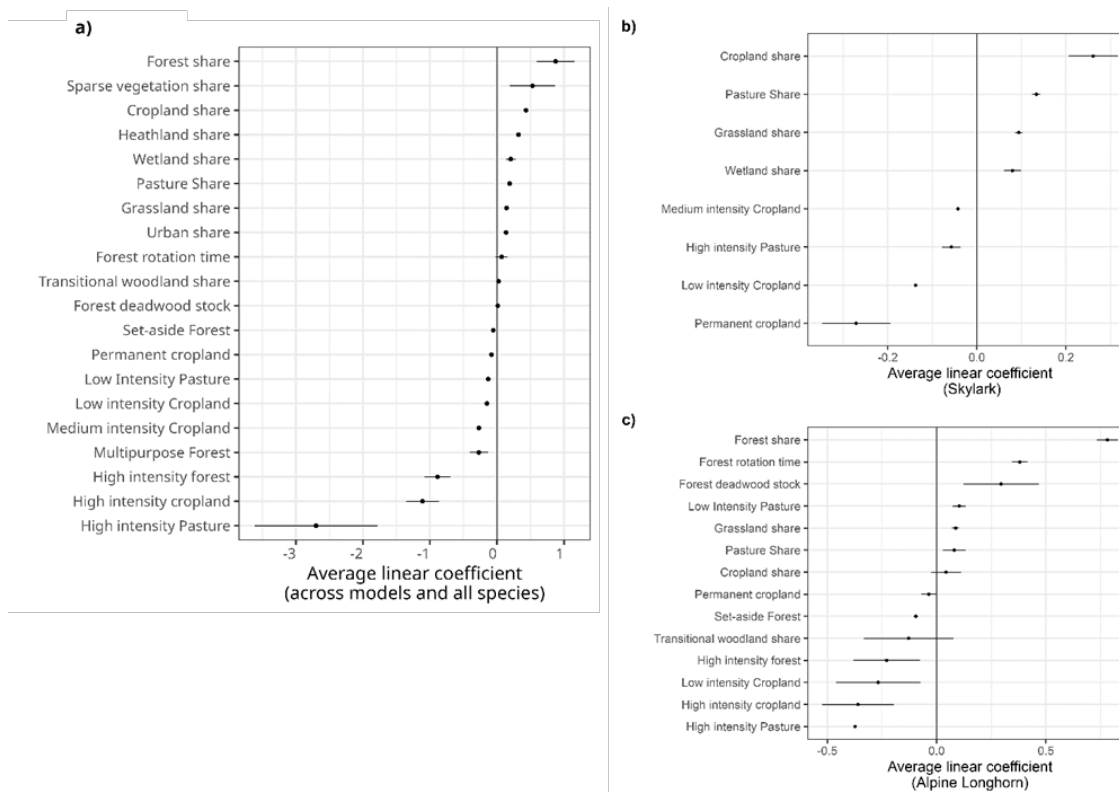 a)
Forest share
Sparse vegetation share
Cropland share
Heathland share
Wetland share
Pasture Share
Grassland share
Urban share
Forest rotation time
Transitional woodland share
Forest deadwood stock
Set-aside Forest
Permanent cropland
Low Intensity Pasture
Low intensity Cropland
Medium intensity Cropland
Multipurpose Forest
High intensity forest
High intensity cropland
High intensity Pasture
-3 -2 -1 0 1
Average linear coefficient
(across models and all species)
b)
Cropland share
Pasture Share
Grassland share
Wetland share
Medium intensity Cropland
High intensity Pasture
Low intensity Cropland
Permanent cropland
-0.2 0.0 0.2
Average linear coefficient
(Skylark)
c)
Forest share
Forest rotation time
Forest deadwood stock
Low Intensity Pasture
Grassland share
Pasture Share
Cropland share
Permanent cropland
Set-aside Forest
Transitional woodland share
High intensity forest
Low intensity Cropland
High intensity cropland
High intensity Pasture
-0.5 0.0 0.5
Average linear coefficient
(Alpine Longhorn)